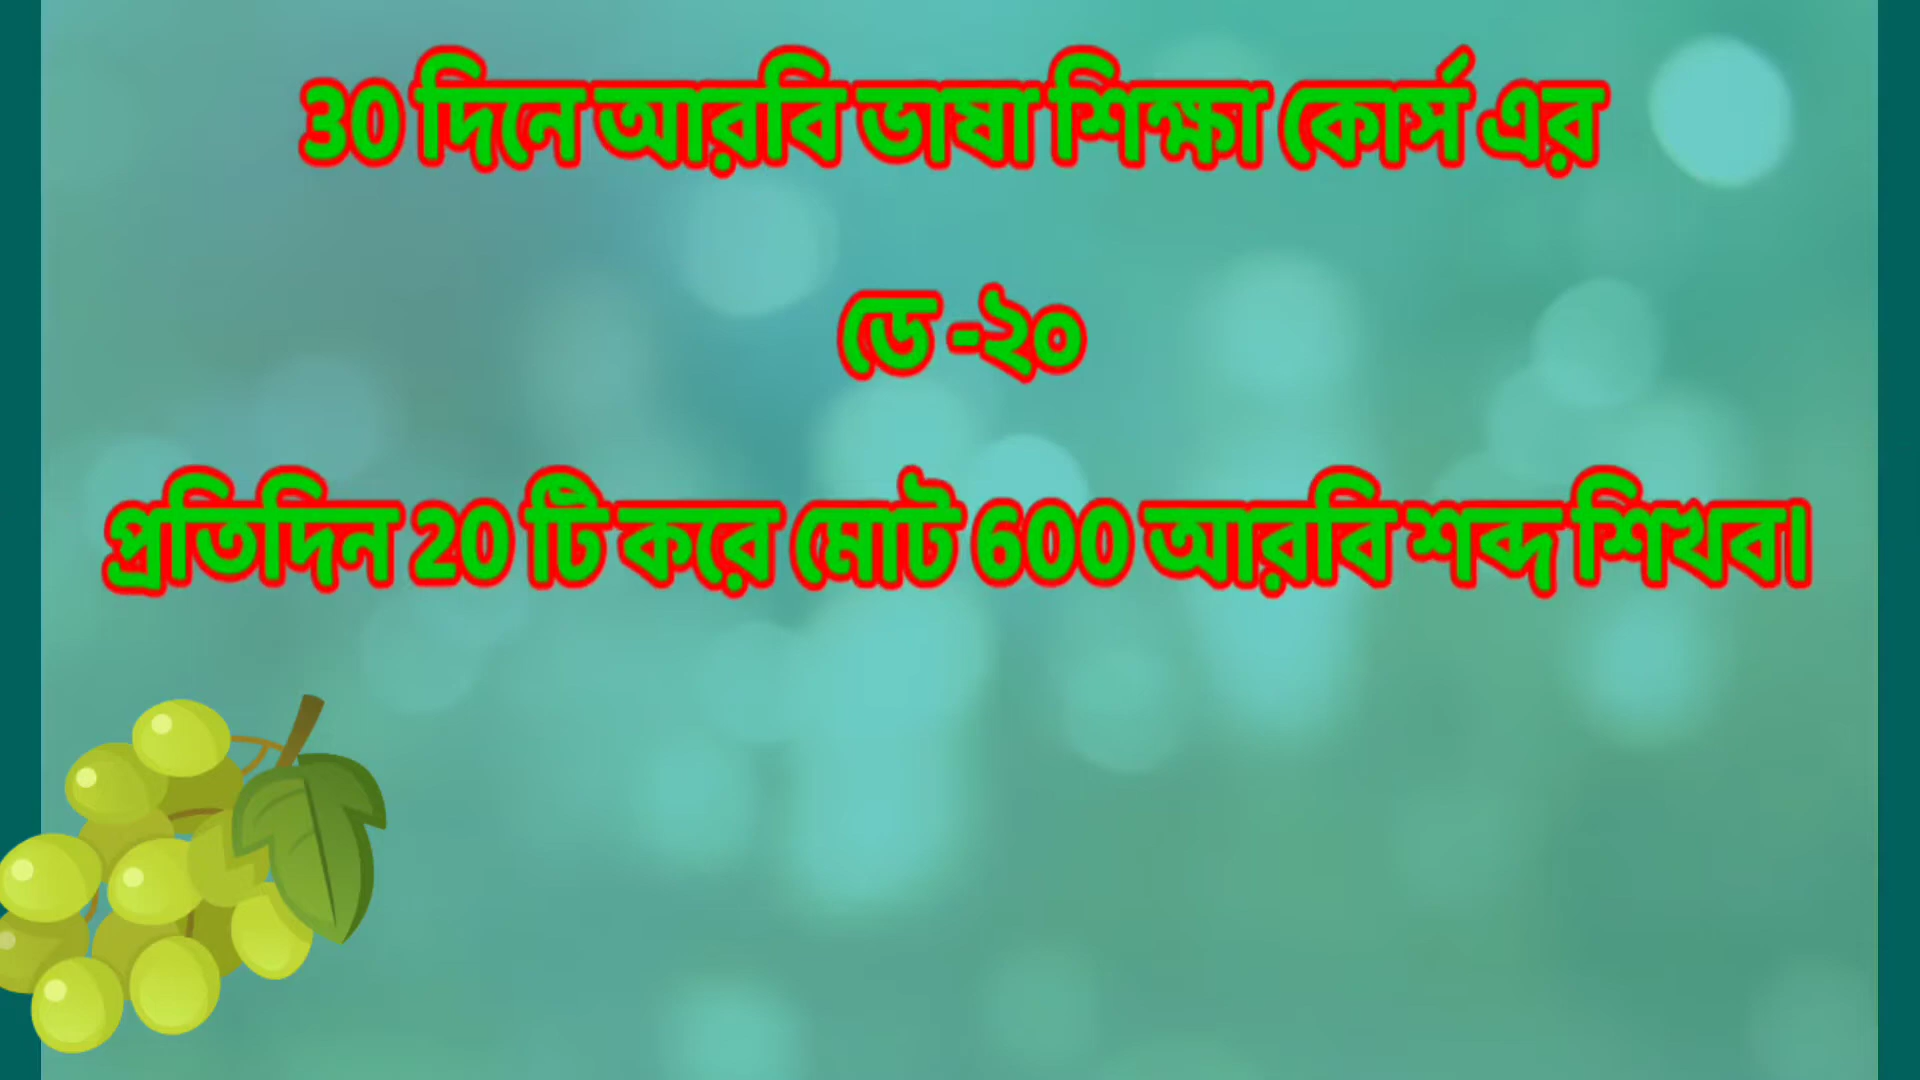 30 দিনে আরবি ভাষা শিক্ষা কোর্স এর
ডে -২০
প্রতিদিন 20 টি করে মোট 600 আরবি শব্দ শিখব।